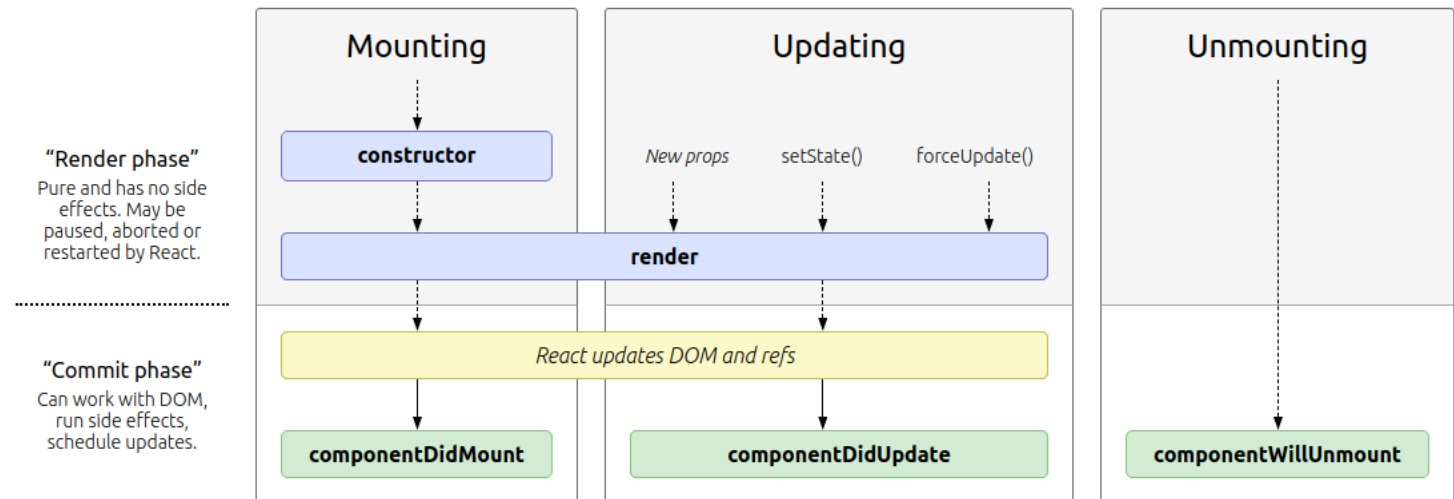 Mounting
Updating
Unmounting
“Render phase”
Pure and has no side
effects. May be
paused, aborted or
restarted by React.
constructor
New props
setState()
forceUpdate()
render
“Commit phase”
Can work with DOM,
run side effects,
schedule updates.
React updates DOM and refs
componentDidMount
componentDidUpdate
componentWillUnmount